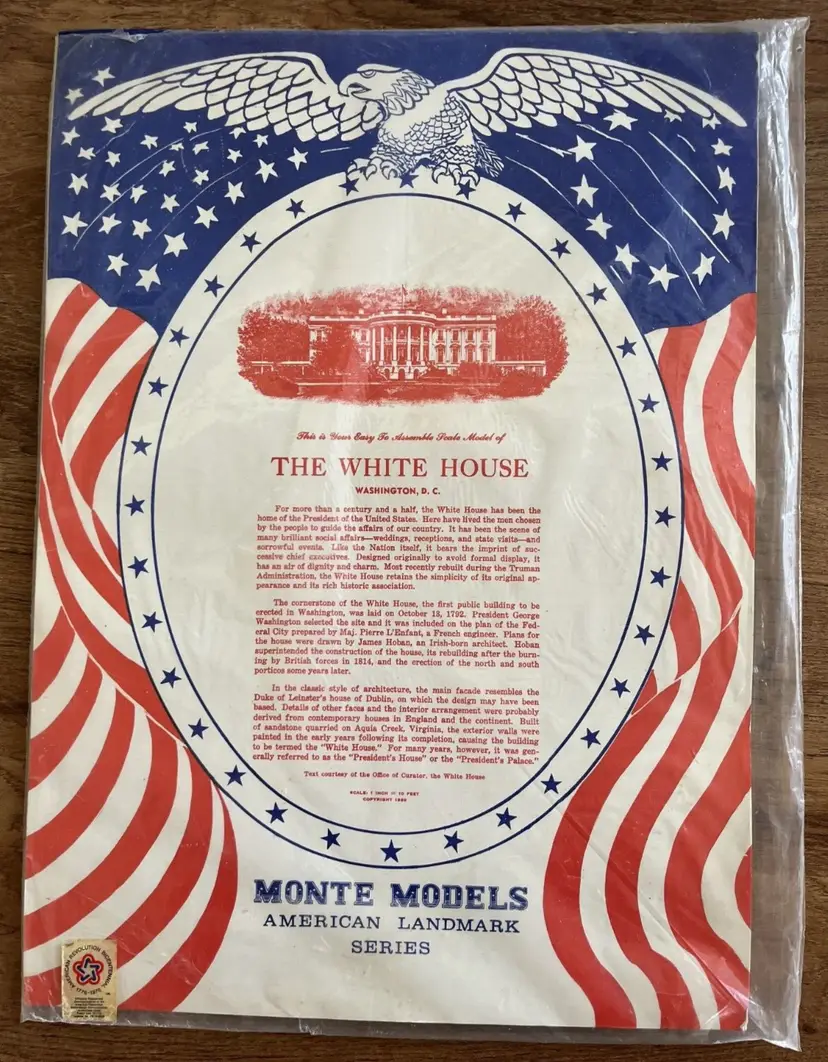 This is Your Easy To Assemble Scale Model of
THE WHITE HOUSE
WASHINGTON, D. C.
For more than a century and a half, the White House has been the
home of the President of the United States. Here have lived the men chosen
by the people to guide the affairs of our country. It has been the scene of
many brilliant social affairs—weddings, receptions, and state visits—and
sorrowful events. Like the Nation itself, it bears the imprint of suc-
cessive chief executives. Designed originally to avoid formal display, it
has an air of dignity and charm. Most recently rebuilt during the Truman
Administration, the White House retains the simplicity of its original ap-
pearance and its rich historic association.
The cornerstone of the White House, the first public building to be
erected in Washington, was laid on October 13, 1792. President George
Washington selected the site and it was included on the plan of the Fed-
eral City prepared by Maj. Pierre L'Enfant, a French engineer. Plans for
the house were drawn by James Hoban, an Irish-born architect. Hoban
superintended the construction of the house, its rebuilding after the burn-
ing by British forces in 1814, and the erection of the north and south
porticos some years later.
In the classic style of architecture, the main facade resembles the
Duke of Leinster's house of Dublin, on which the design may have been
based. Details of other faces and the interior arrangement were probably
derived from contemporary houses in England and the continent. Built
of sandstone quarried on Aquia Creek, Virginia, the exterior walls were
painted in the early years following its completion, causing the building
to be termed the "White House." For many years, however, it was gen-
erally referred to as the "President's House" or the "President's Palace."
Text courtesy of the Office of Curator, the White House
SCALE: 1 INCH = 10 FEET
COPYRIGHT
MONTE MODELS
AMERICAN LANDMARK
SERIES
AMERICAN REVOLUTION BICENTENNIAL
1776-1976